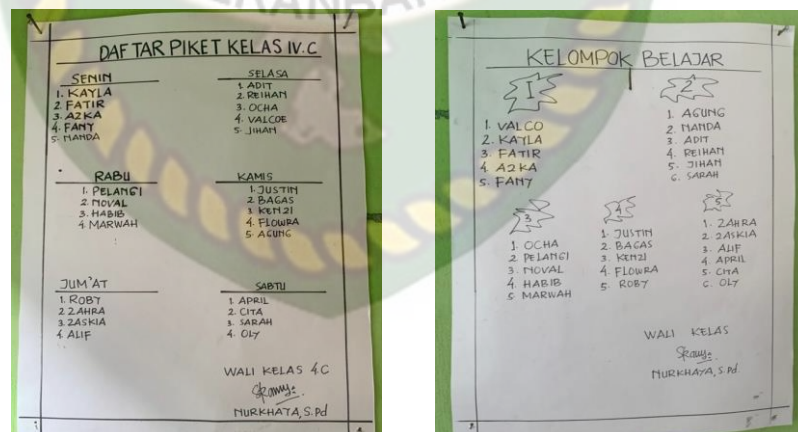 DAFTAR PIKET KELAS IV.C
SENIN
1. KAYLA
2. FATIR
3. AZKA
4. FANY
5. NANDA
SELASA
1. ADIT
2. REIHAN
3. OCHA
4. VALCOE
5. JIHAN
RABU
1. PELANGI
2. NOVAL
3. HABIB
4. MARWAH
KAMIS
1. JUSTIN
2. BAGAS
3. KENZI
4. FLOWRA
5. AGUNG
JUM'AT
1. ROBY
2. ZAHRA
3. ZASKIA
4. ALIF
SABTU
1. APRIL
2. CITA
3. SARAH
4. OLY
WALI KELAS 4.C
NURKHAYA, S.Pd
KELOMPOK BELAJAR
1
1. VALCO
2. KAYLA
3. FATIR
4. AZKA
5. FANY
2
1. AGUNG
2. NANDA
3. ADIT
4. REIHAN
5. JIHAN
6. SARAH
3
1. OCHA
2. PELANGI
3. NOVAL
4. HABIB
5. MARWAH
4
1. JUSTIN
2. BAGAS
3. KENZI
4. FLOWRA
5. ROBY
5
1. ZAHRA
2. ZASKIA
3. ALIF
4. APRIL
5. CITA
6. OLY
WALI KELAS
NURKHAYA, S.Pd